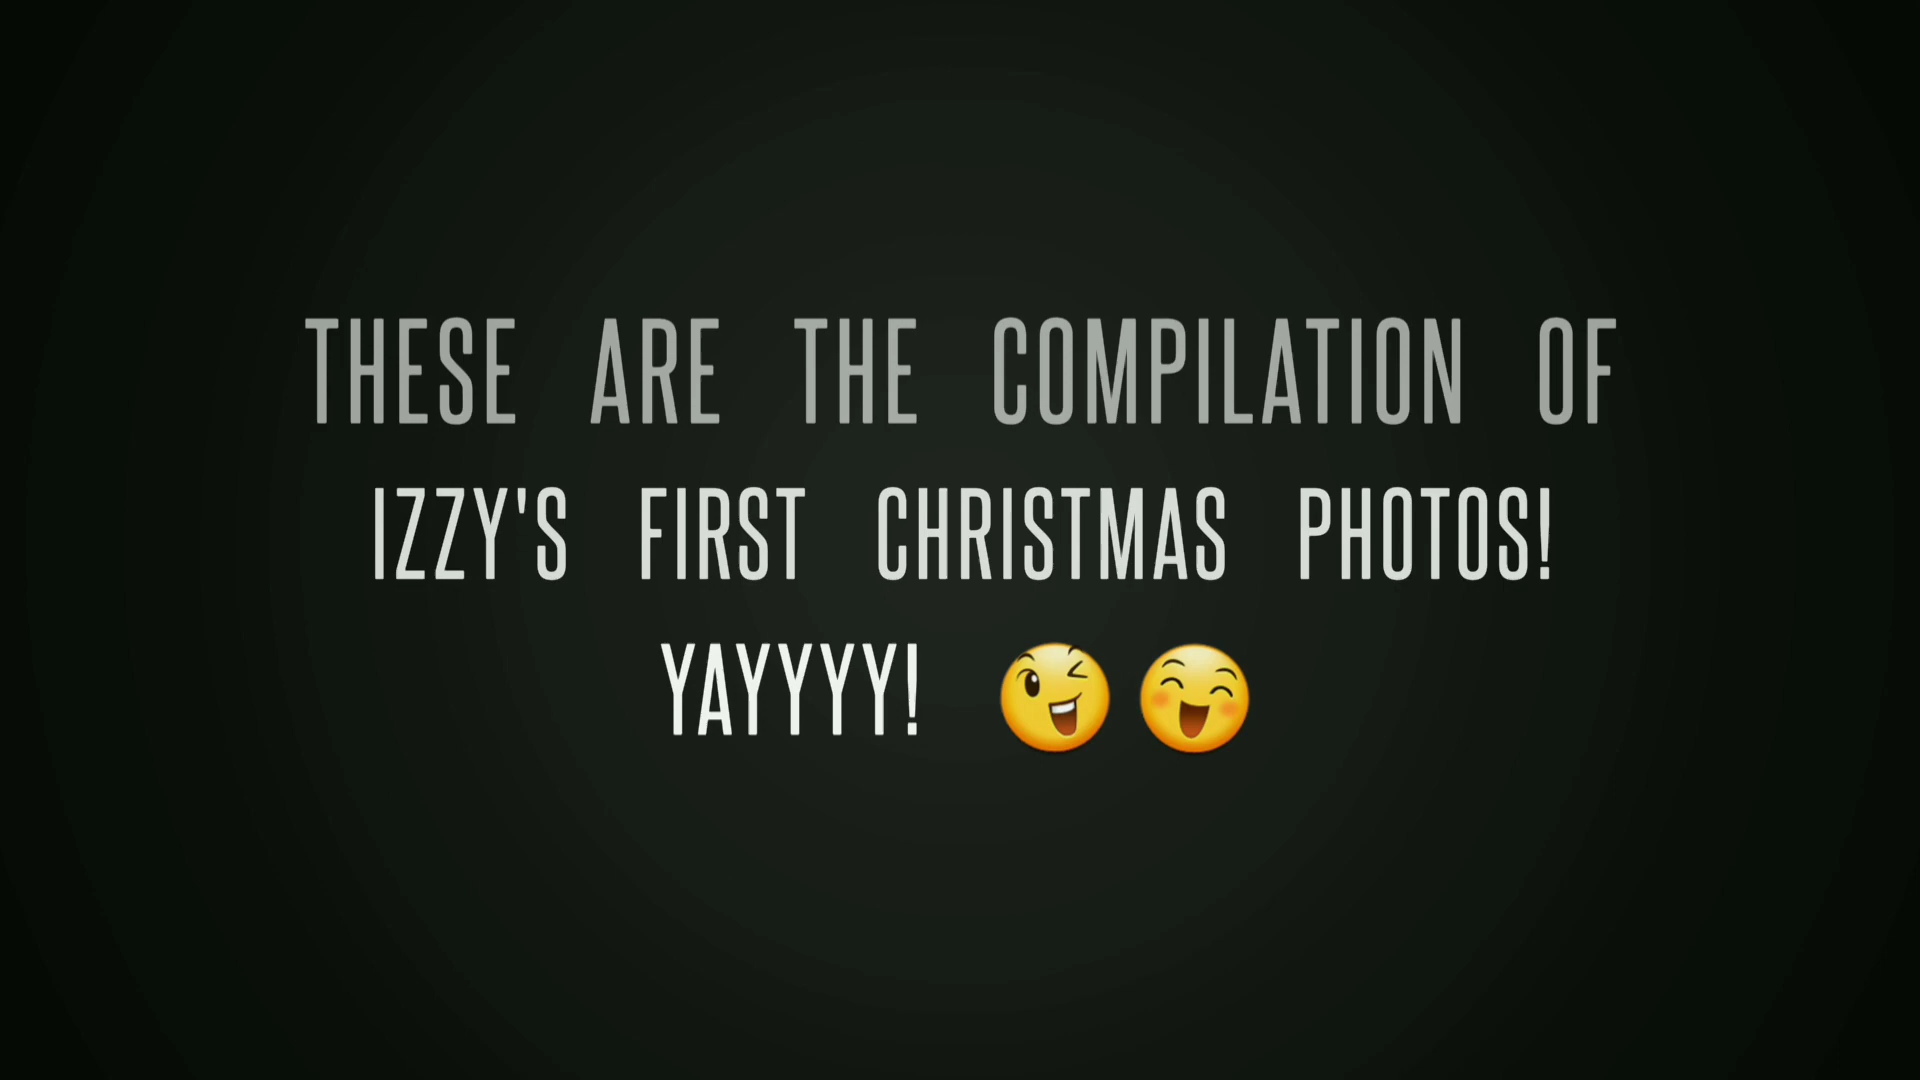 THESE ARE THE COMPILATION OF
IZZY'S FIRST CHRISTMAS PHOTOS!
YAYYYY! 😜😄